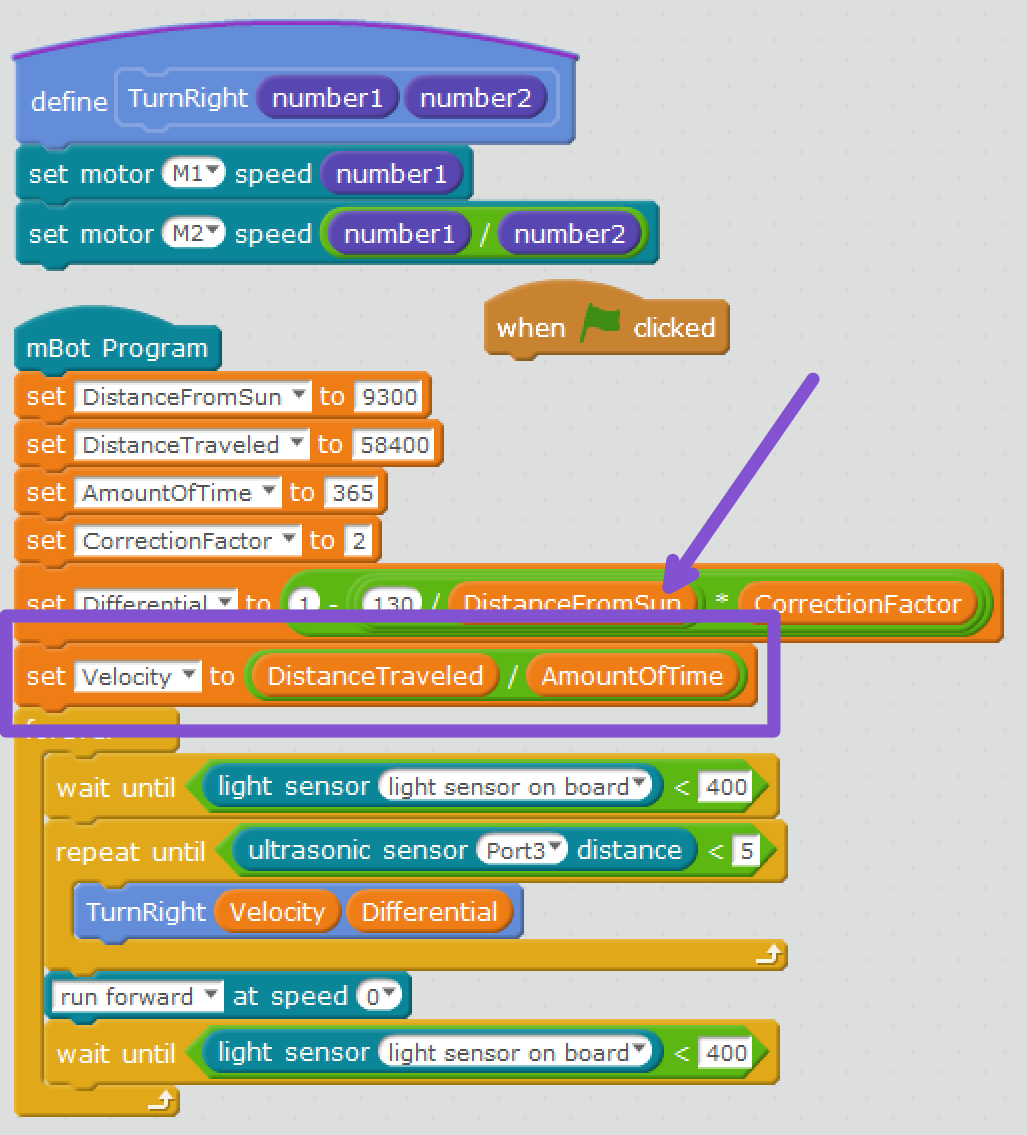 define TurnRight number1 number2
set motor M1 speed number1
set motor M2 speed number1 / number2
when clicked
mBot Program
set DistanceFromSun to 9300
set DistanceTraveled to 58400
set AmountOfTime to 365
set CorrectionFactor to 2
set Differential to 1 - 130 / DistanceFromSun * CorrectionFactor
set Velocity to DistanceTraveled / AmountOfTime
forever
wait until light sensor light sensor on board < 400
repeat until ultrasonic sensor Port3 distance < 5
TurnRight Velocity Differential
run forward at speed 0
wait until light sensor light sensor on board < 400